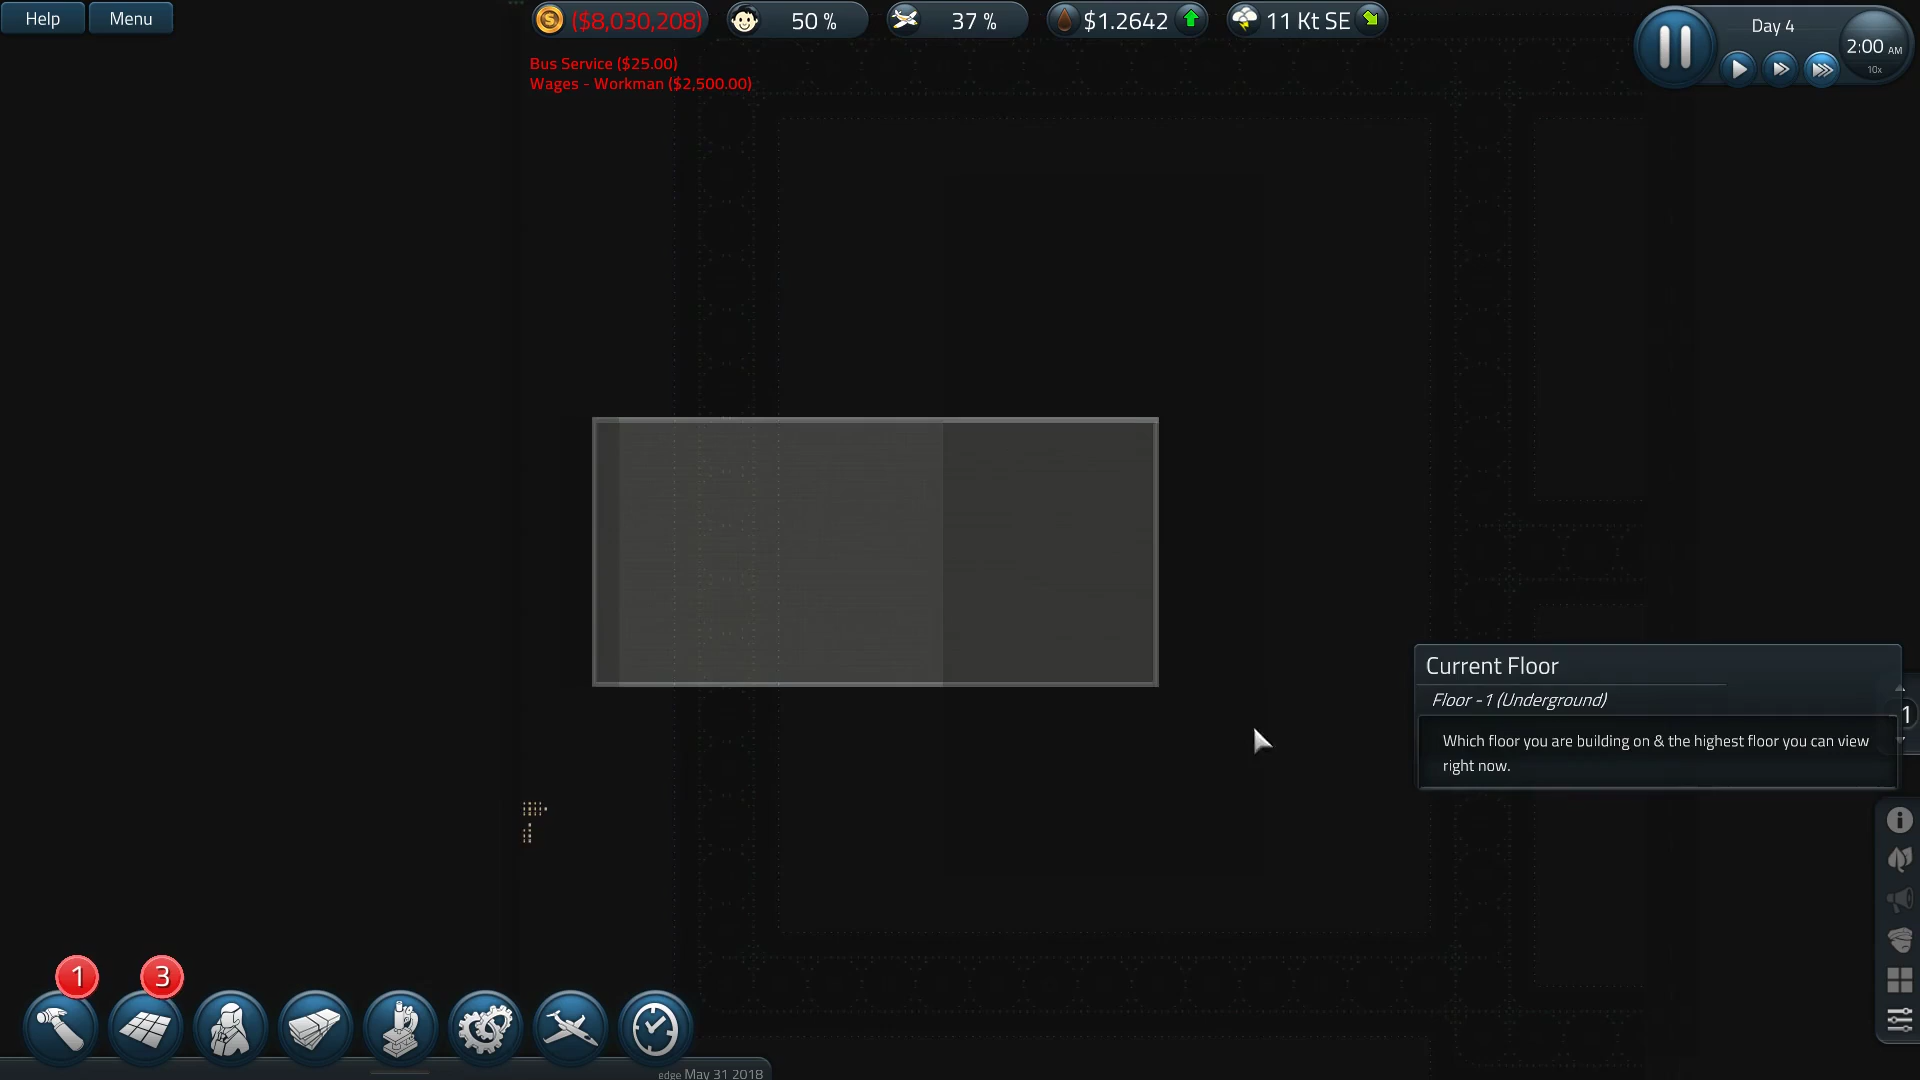 Help
Menu
($8,030,208)
50 %
37 %
$1.2642
11 Kt SE
Day 4
2:00 AM
10x
Bus Service ($25.00)
Wages - Workman ($2,500.00)
Current Floor
Floor -1 (Underground)
Which floor you are building on & the highest floor you can view
right now.
1
1
3
edge May 31 2018